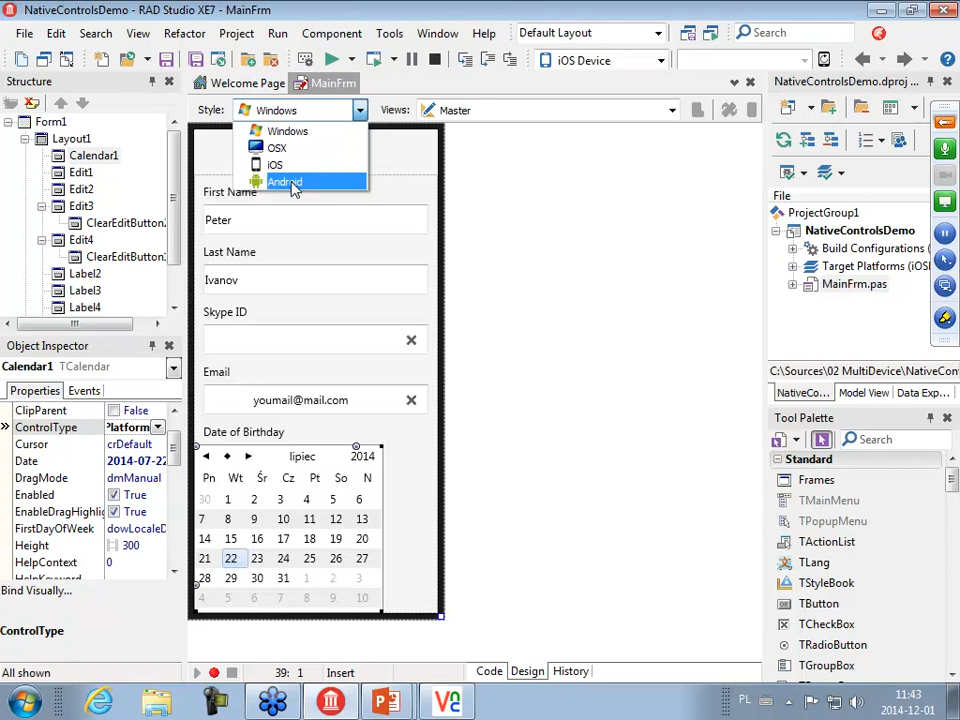 NativeControlsDemo - RAD Studio XE7 - MainFrm
File Edit Search View Refactor Project Run Component Tools Window Help
Default Layout
Search
iOS Device
Structure
Form1
Layout1
Calendar1
Edit1
Edit2
Edit3
ClearEditButton
Edit4
ClearEditButton
Label2
Label3
Label4
Object Inspector
Calendar1 TCalendar
Properties Events
ClipParent False
ControlType Platform
Cursor crDefault
Date 2014-07-22
DragMode dmManual
Enabled True
EnableDragHighli True
FirstDayOfWeek dowLocaleD
Height 300
HelpContext 0
Bind Visually...
ControlType
All shown
Welcome Page MainFrm
Style: Windows Views: Master
Windows
OSX
iOS
Android
First Name
Peter
Last Name
Ivanov
Skype ID
Email
youmail@mail.com
Date of Birthday
lipiec 2014
Pn Wt Śr Cz Pt So N
30 1 2 3 4 5 6
7 8 9 10 11 12 13
14 15 16 17 18 19 20
21 22 23 24 25 26 27
28 29 30 31 1 2 3
4 5 6 7 8 9 10
39: 1 Insert
Code Design History
NativeControlsDemo.dproj
File
ProjectGroup1
NativeControlsDemo
Build Configurations (
Target Platforms (iOS
MainFrm.pas
C:\Sources\02 MultiDevice\NativeCo
NativeCo... Model View Data Exp...
Tool Palette
Search
Standard
Frames
TMainMenu
TPopupMenu
TActionList
TLang
TStyleBook
TButton
TCheckBox
TRadioButton
TGroupBox
PL
11:43
2014-12-01